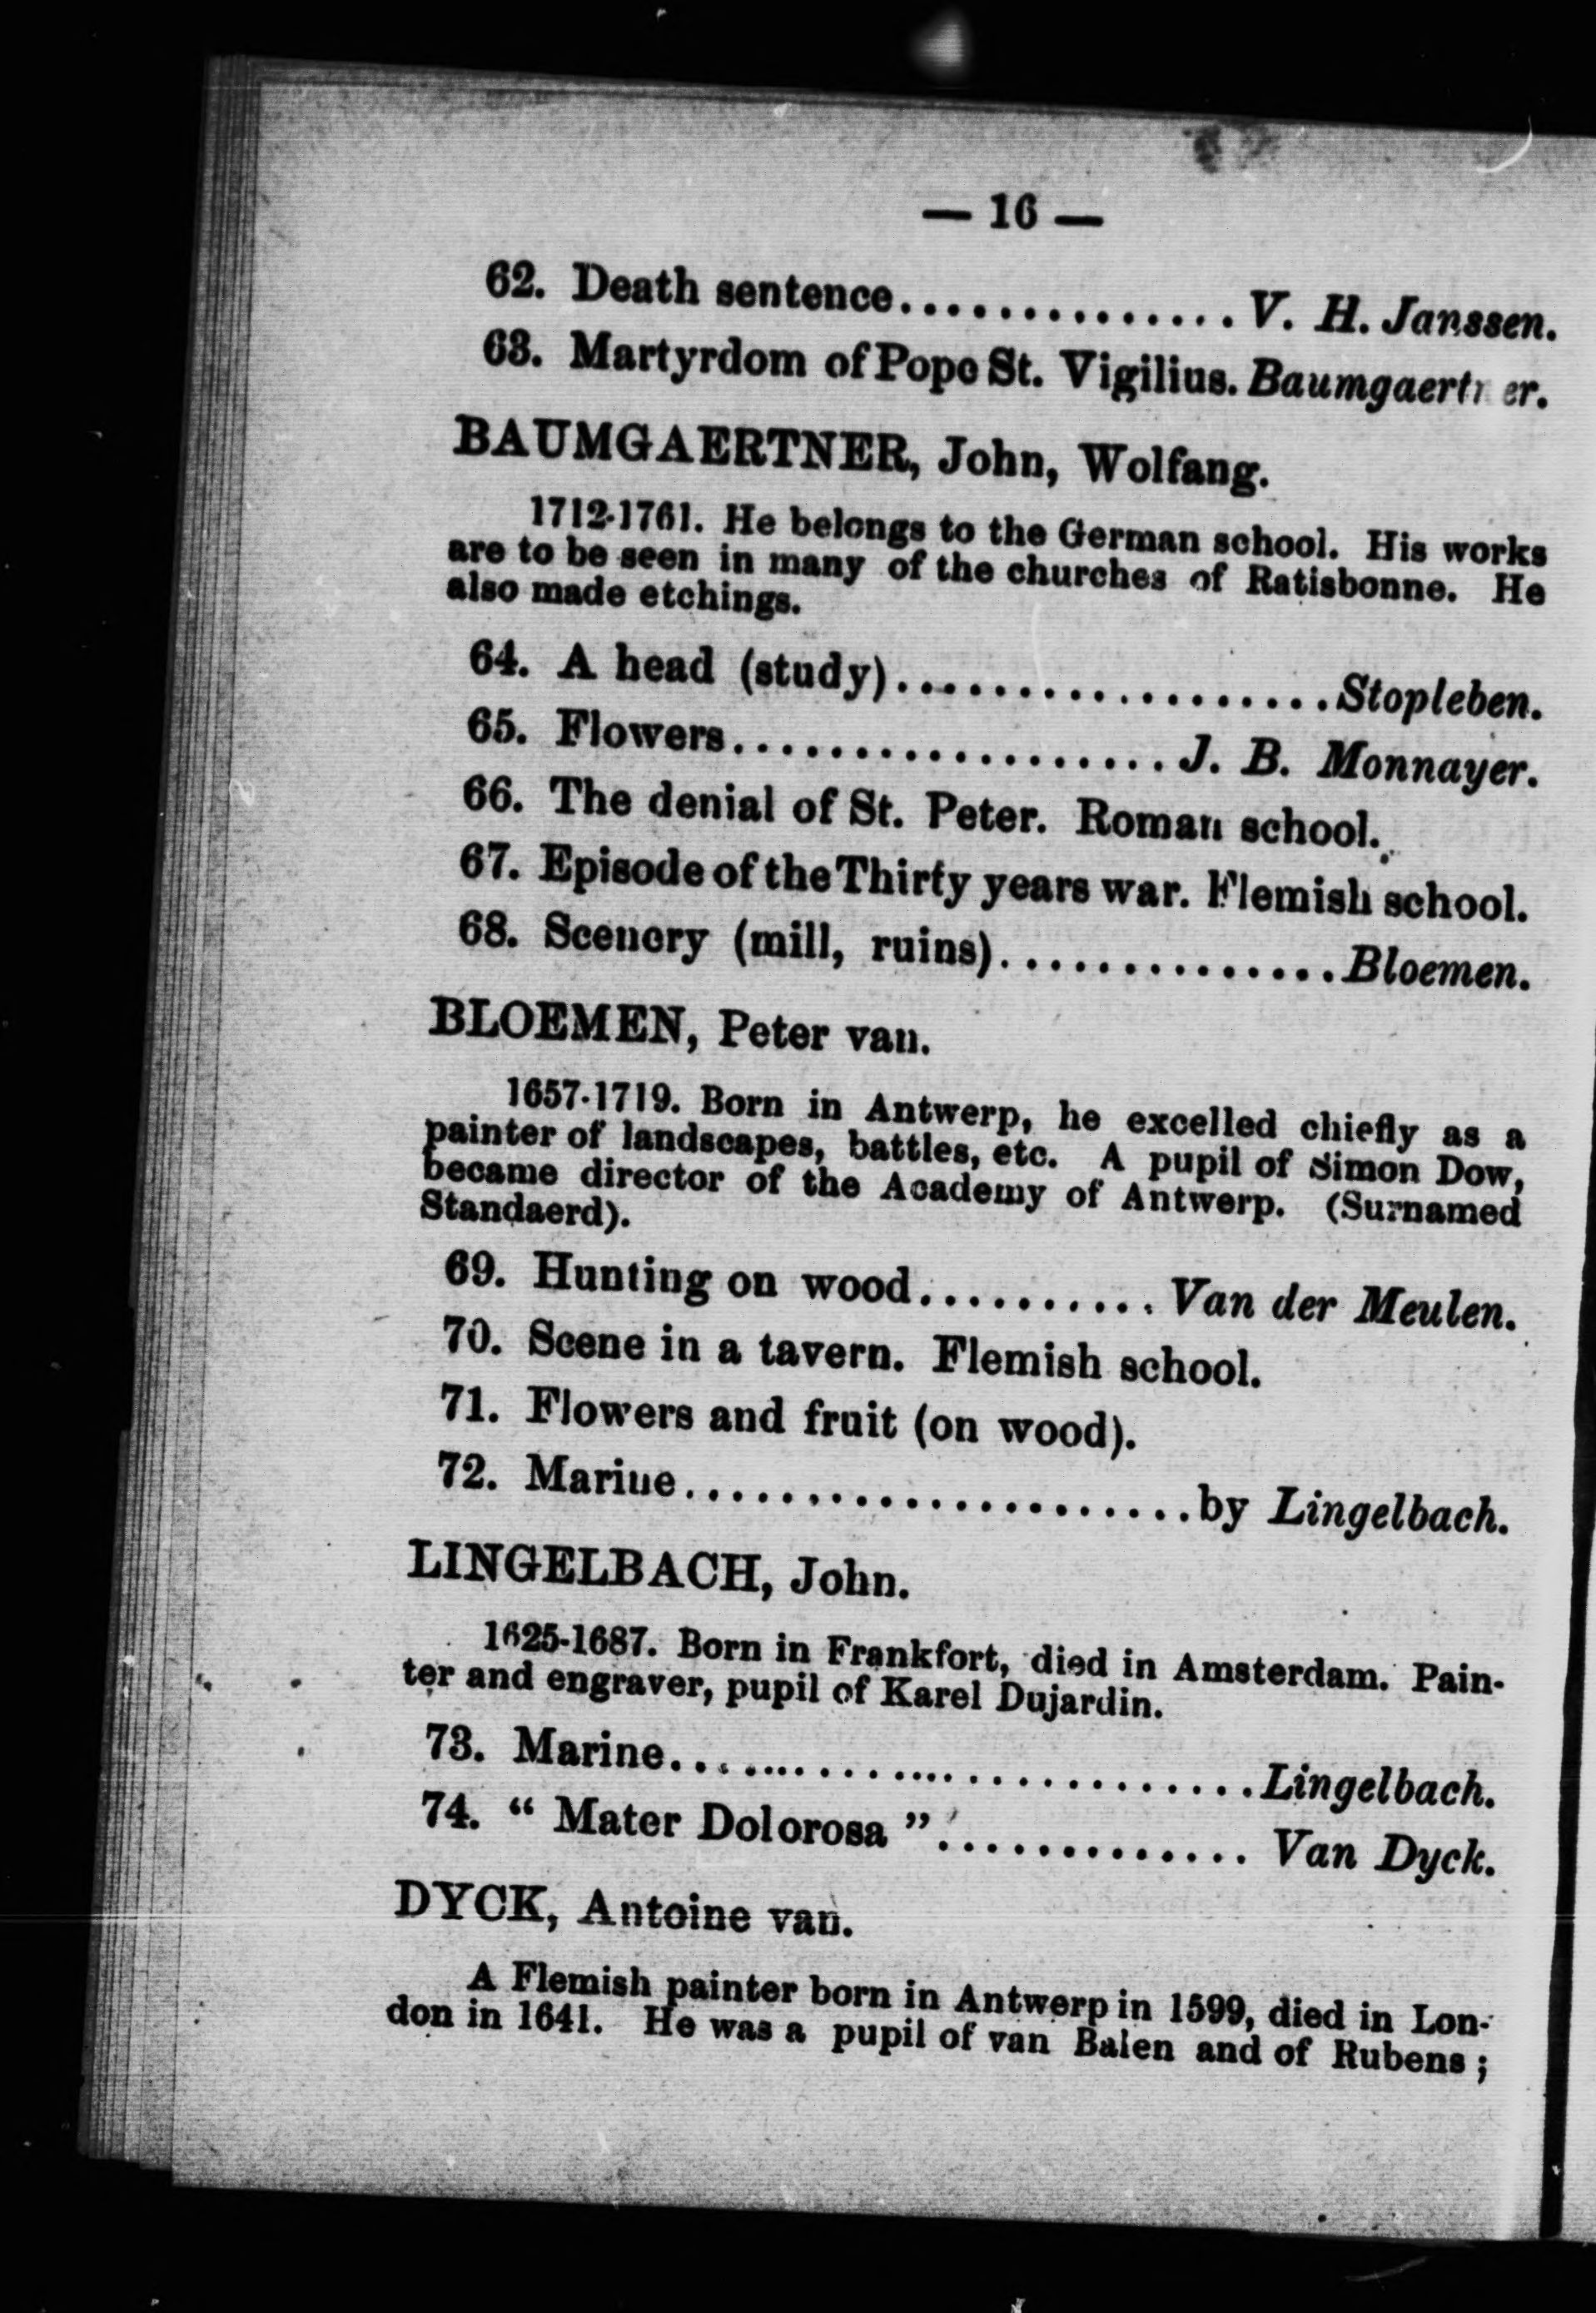 — 16 —
62. Death sentence..............V. H. Janssen.
63. Martyrdom of Pope St. Vigilius. Baumgaertner.
BAUMGAERTNER, John, Wolfang.
1712-1761. He belongs to the German school. His works
are to be seen in many of the churches of Ratisbonne. He
also made etchings.
64. A head (study)..................Stopleben.
65. Flowers..................J. B. Monnayer.
66. The denial of St. Peter. Roman school.
67. Episode of the Thirty years war. Flemish school.
68. Scenery (mill, ruins)..............Bloemen.
BLOEMEN, Peter van.
1657-1719. Born in Antwerp, he excelled chiefly as a
painter of landscapes, battles, etc. A pupil of Simon Dow,
became director of the Academy of Antwerp. (Surnamed
Standaerd).
69. Hunting on wood..........Van der Meulen.
70. Scene in a tavern. Flemish school.
71. Flowers and fruit (on wood).
72. Marine.....................by Lingelbach.
LINGELBACH, John.
1625-1687. Born in Frankfort, died in Amsterdam. Pain-
ter and engraver, pupil of Karel Dujardin.
73. Marine.........................Lingelbach.
74. “ Mater Dolorosa ”.............Van Dyck.
DYCK, Antoine van.
A Flemish painter born in Antwerp in 1599, died in Lon-
don in 1641. He was a pupil of van Balen and of Rubens ;